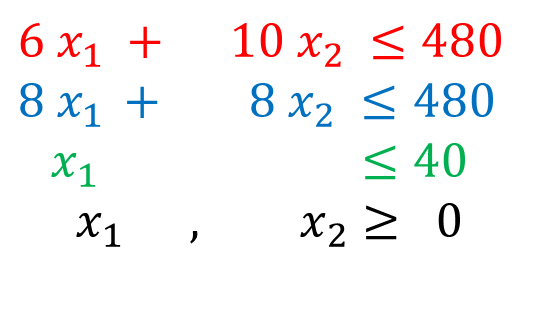 6 x₁ + 10 x₂ ≤ 480
8 x₁ + 8 x₂ ≤ 480
x₁ ≤ 40
x₁ , x₂ ≥ 0